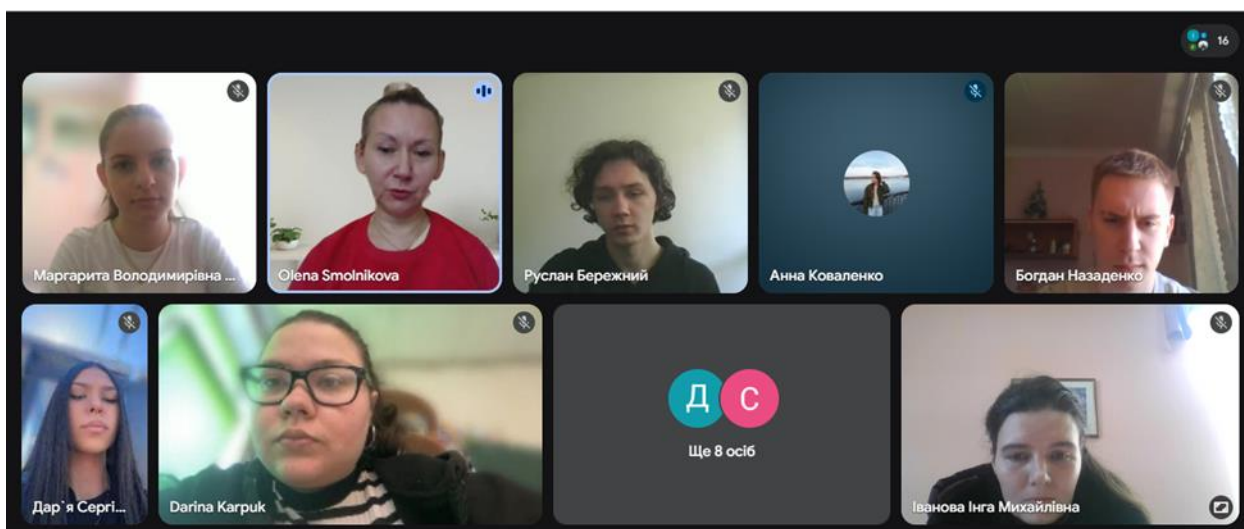 16
Маргарита Володимирівна ...
Olena Smolnikova
Руслан Бережний
Анна Коваленко
Богдан Назаденко
Дар`я Сергі...
Darina Karpuk
Д С
Ще 8 осіб
Іванова Інга Михайлівна